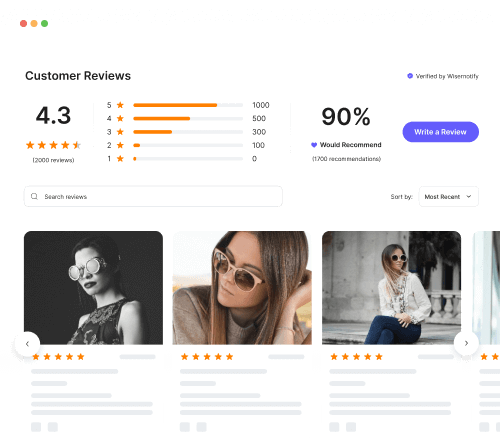 Customer Reviews
Verified by Wisernotify
4.3
(2000 reviews)
5 1000
4 500
3 300
2 100
1 0
90%
Would Recommend
(1700 recommendations)
Write a Review
Search reviews
Sort by: Most Recent